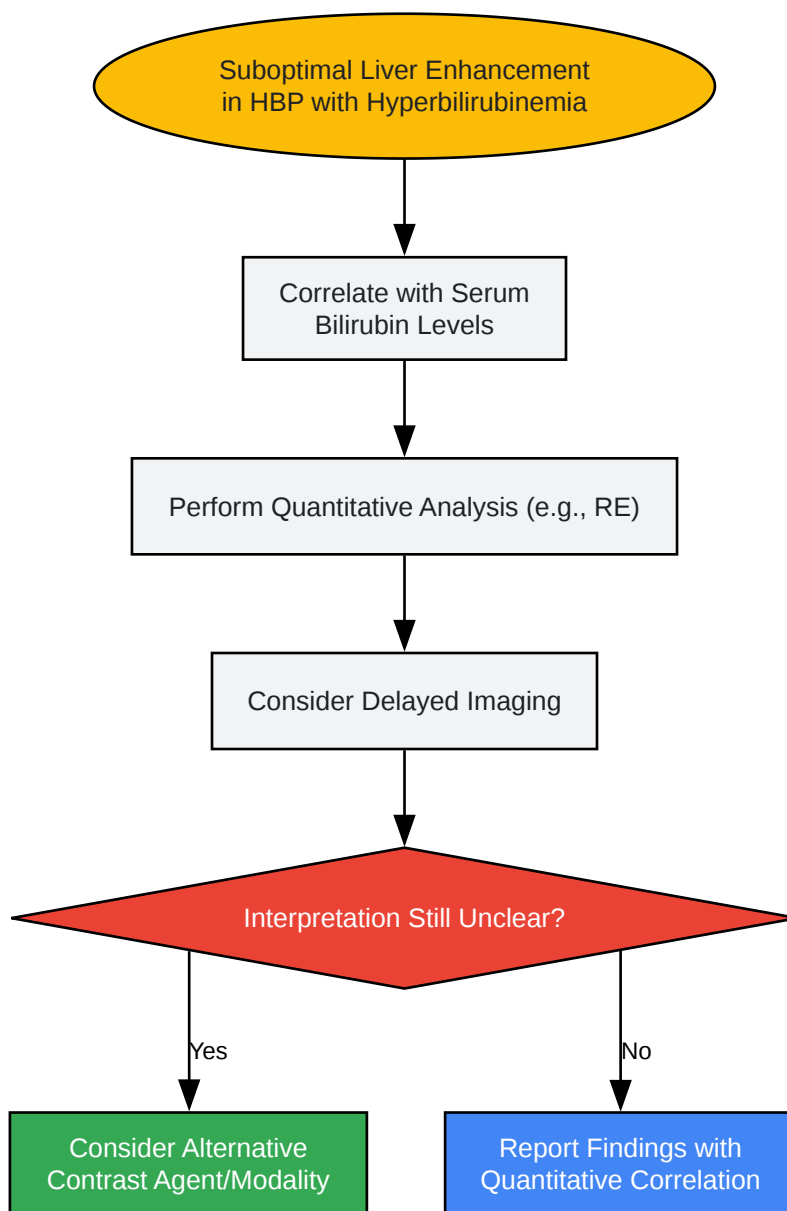 Suboptimal Liver Enhancement
in HBP with Hyperbilirubinemia
Correlate with Serum
Bilirubin Levels
Perform Quantitative Analysis (e.g., RE)
Consider Delayed Imaging
Interpretation Still Unclear?
Yes
No
Consider Alternative
Contrast Agent/Modality
Report Findings with
Quantitative Correlation